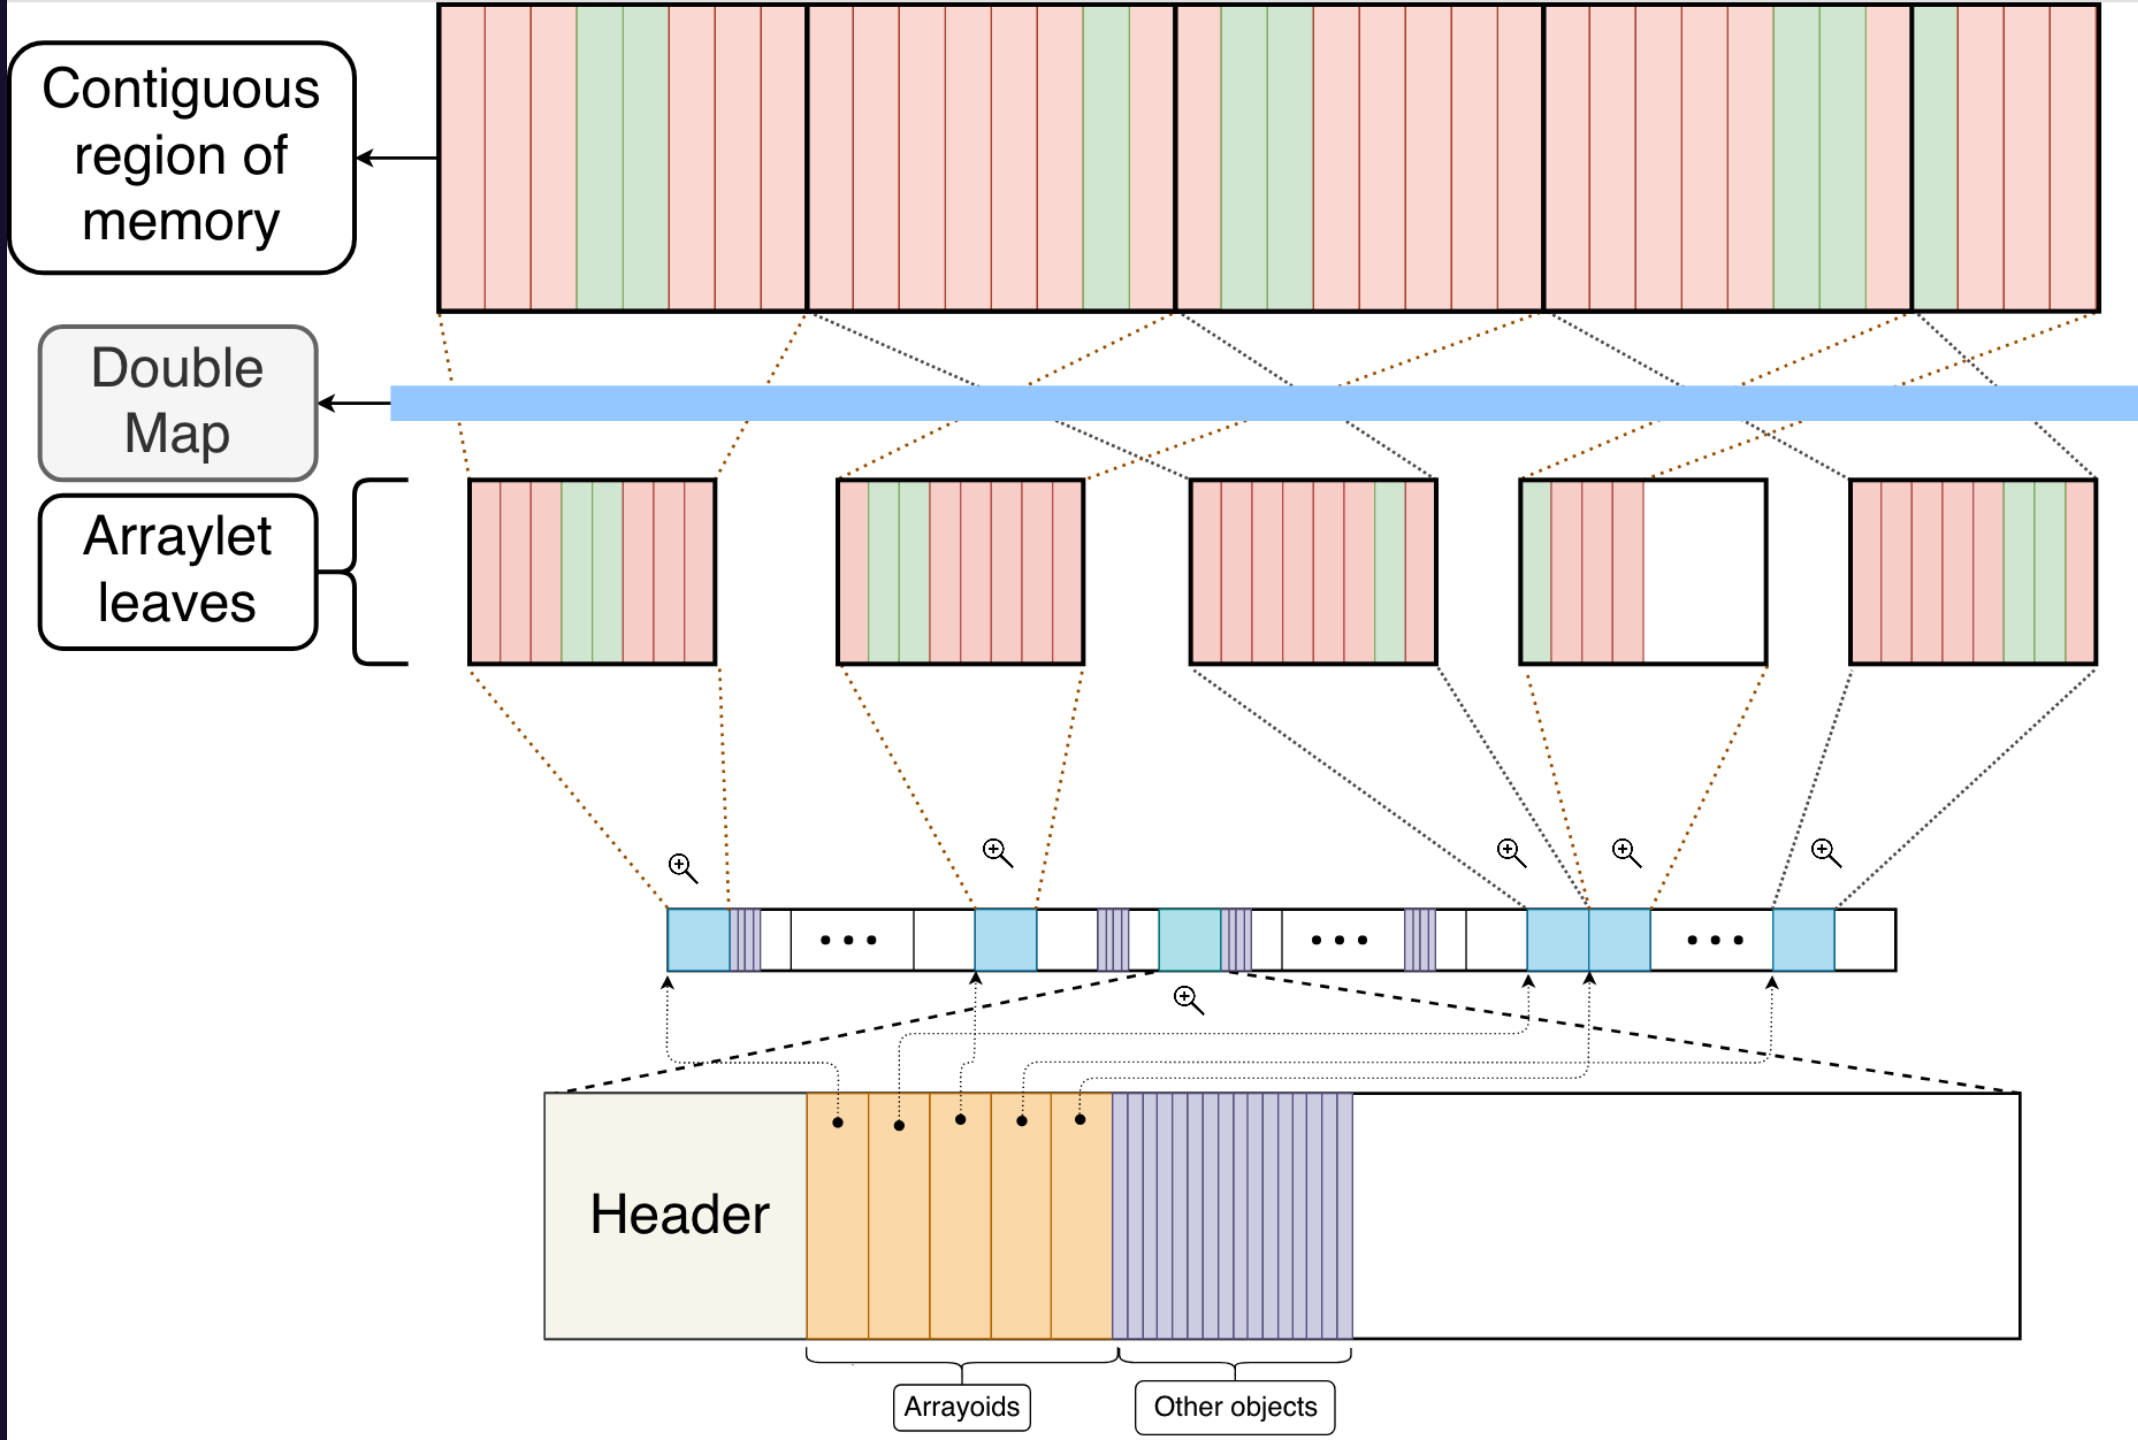 Contiguous
region of
memory
Double
Map
Arraylet
leaves
Header
Arrayoids
Other objects